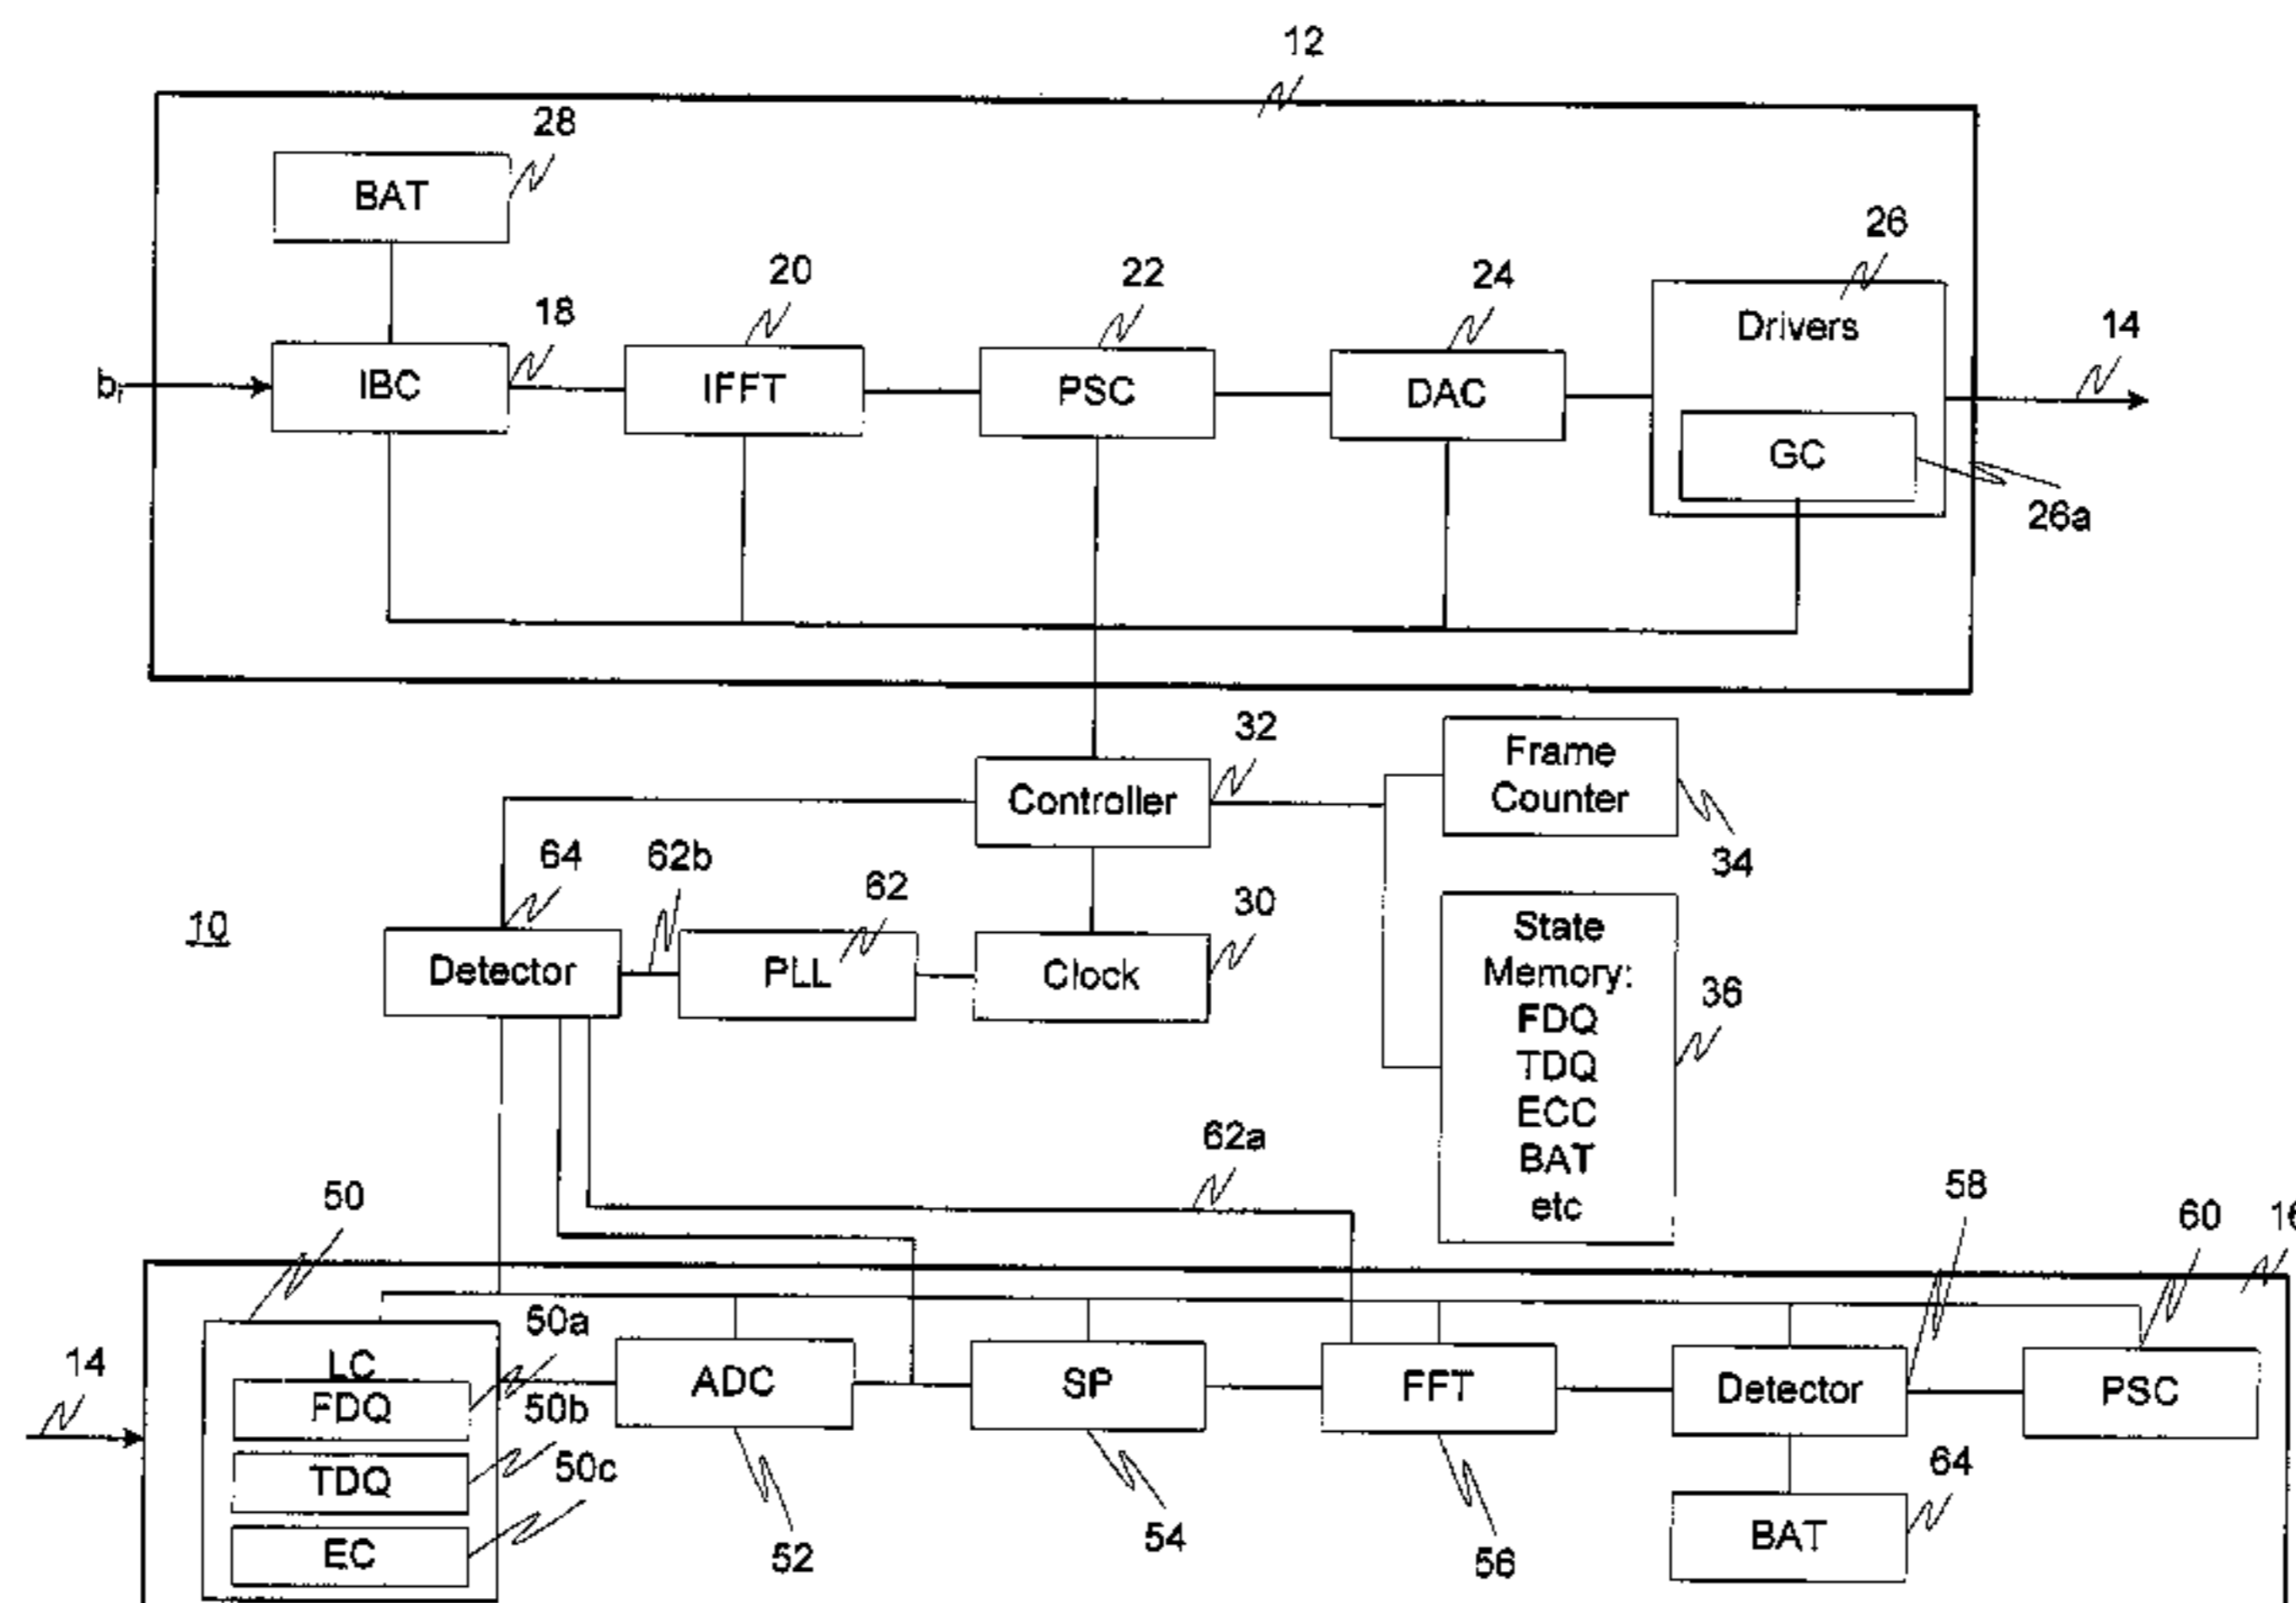 12
28
BAT
26
20
22
24
Drivers
14
18
b
IBC
IFFT
PSC
DAC
GC
26a
32
Frame
Counter
Controller
34
64
62b
62
30
10
Detector
PLL
Clock
State
Memory:
FDQ
TDQ
ECC
BAT
etc
36
62a
50
58
60
16
50a
14
LC
FDQ
50b
TDQ
50c
EC
ADC
SP
FFT
Detector
PSC
52
54
56
64
BAT